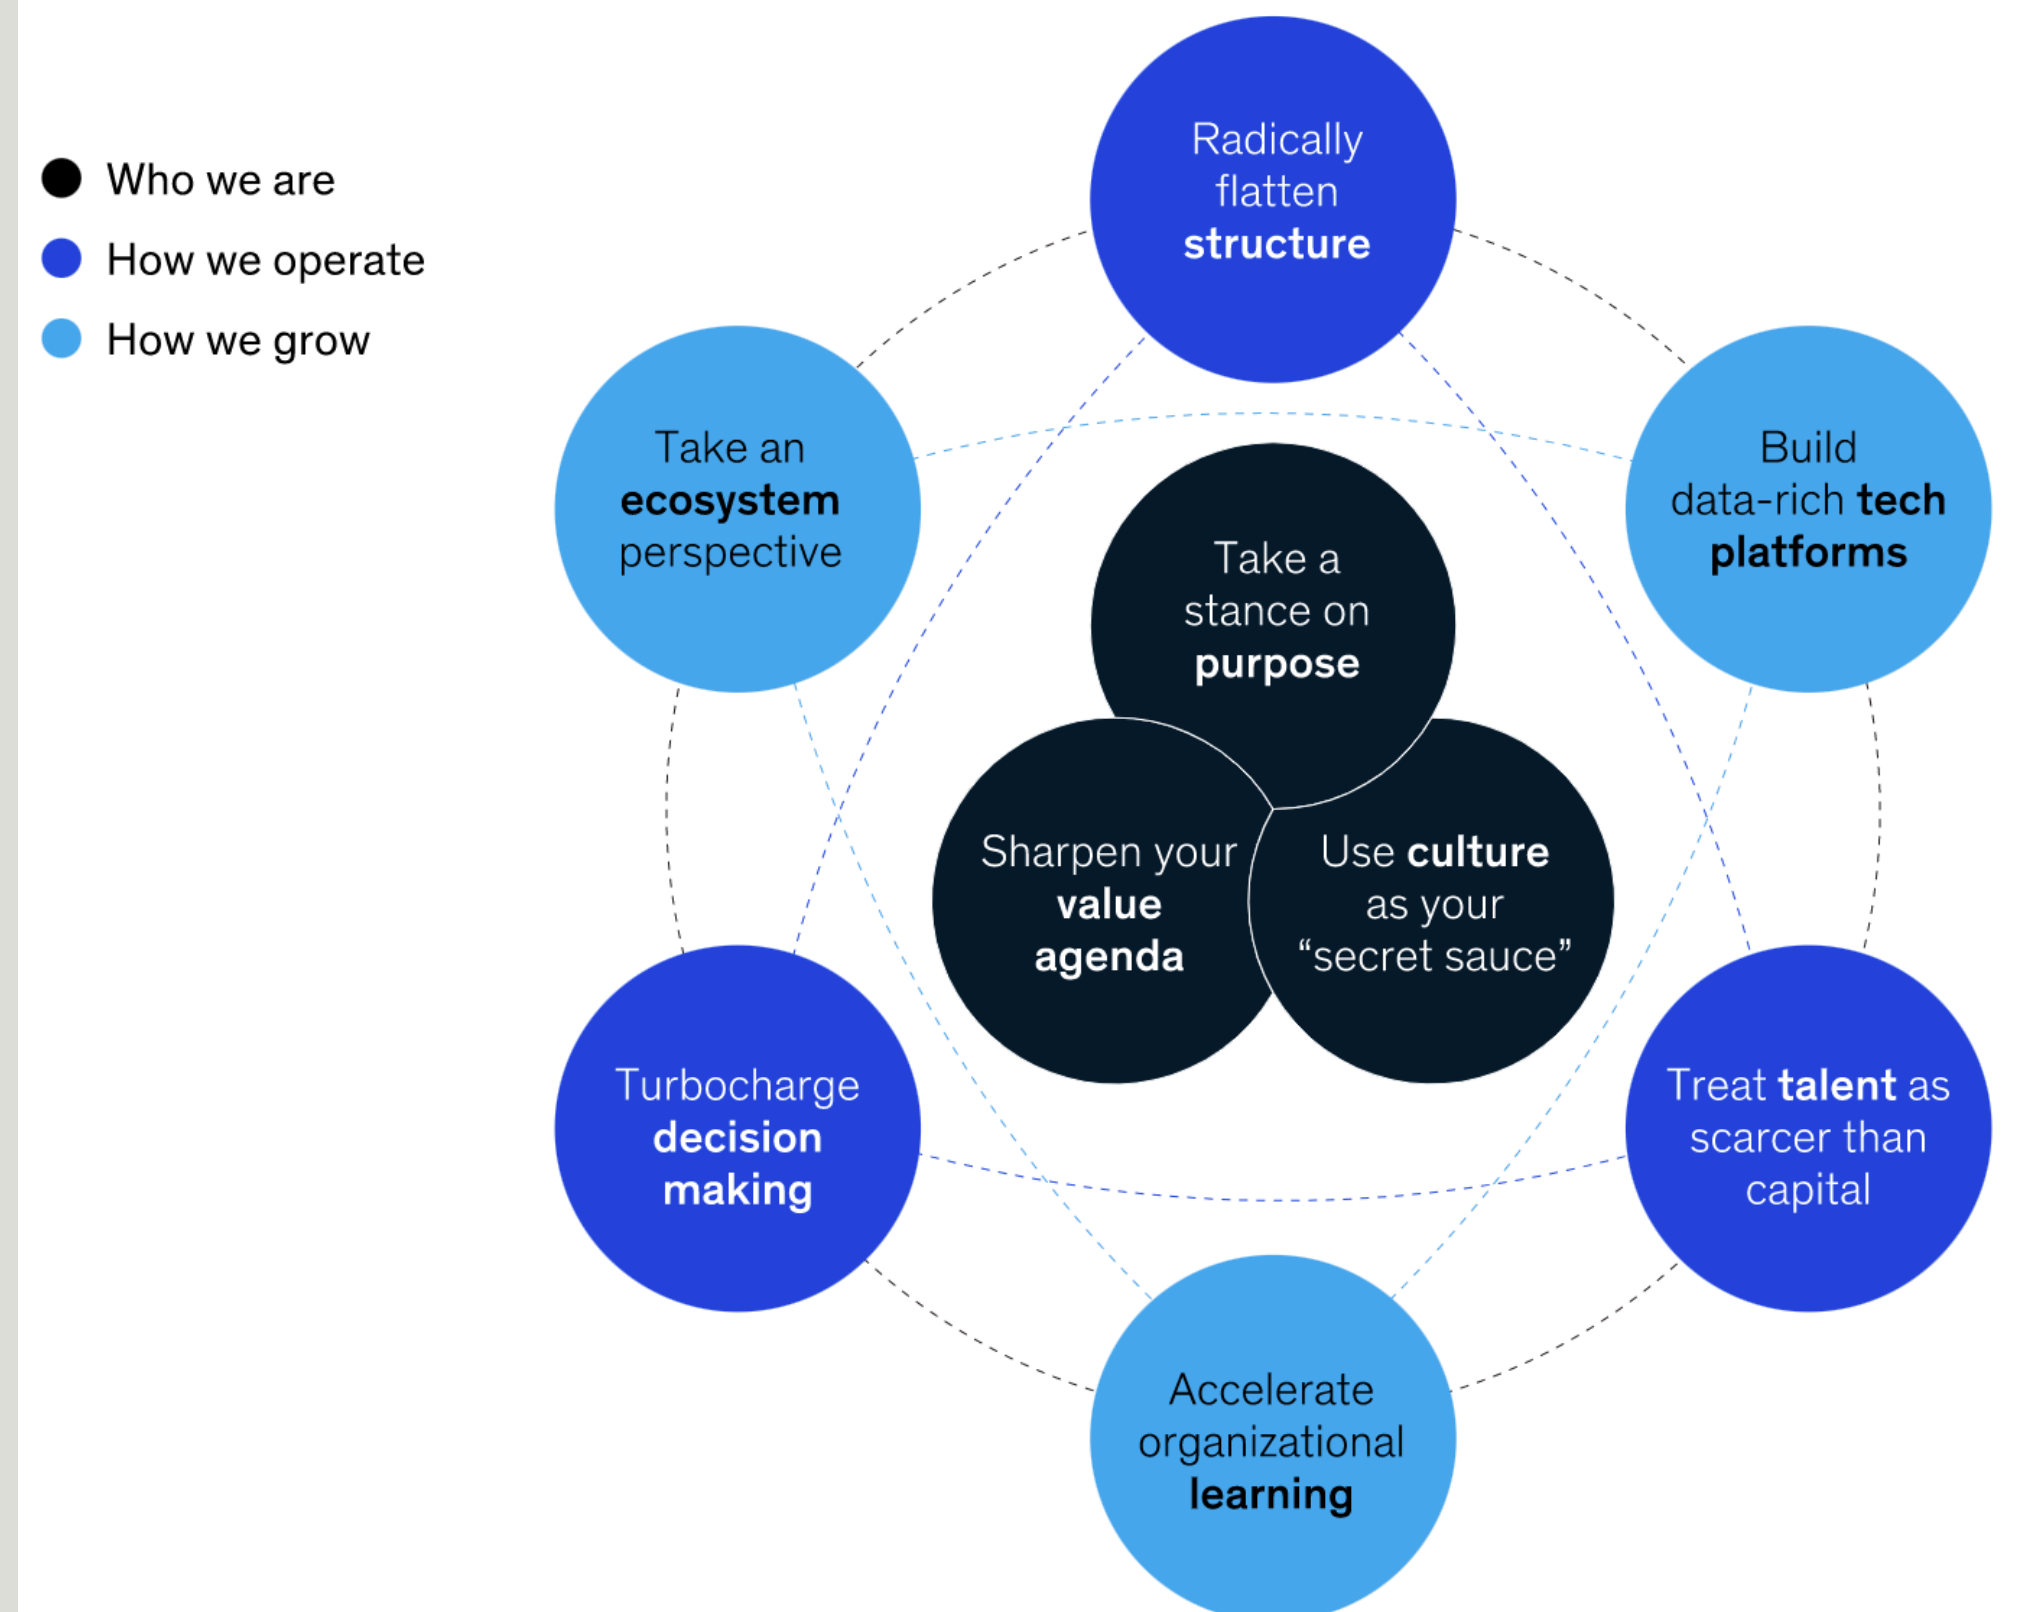 Who we are
How we operate
How we grow
Radically
flatten
structure
Take an
ecosystem
perspective
Build
data-rich tech
platforms
Take a
stance on
purpose
Sharpen your
value
agenda
Use culture
as your
“secret sauce”
Turbocharge
decision
making
Treat talent as
scarcer than
capital
Accelerate
organizational
learning